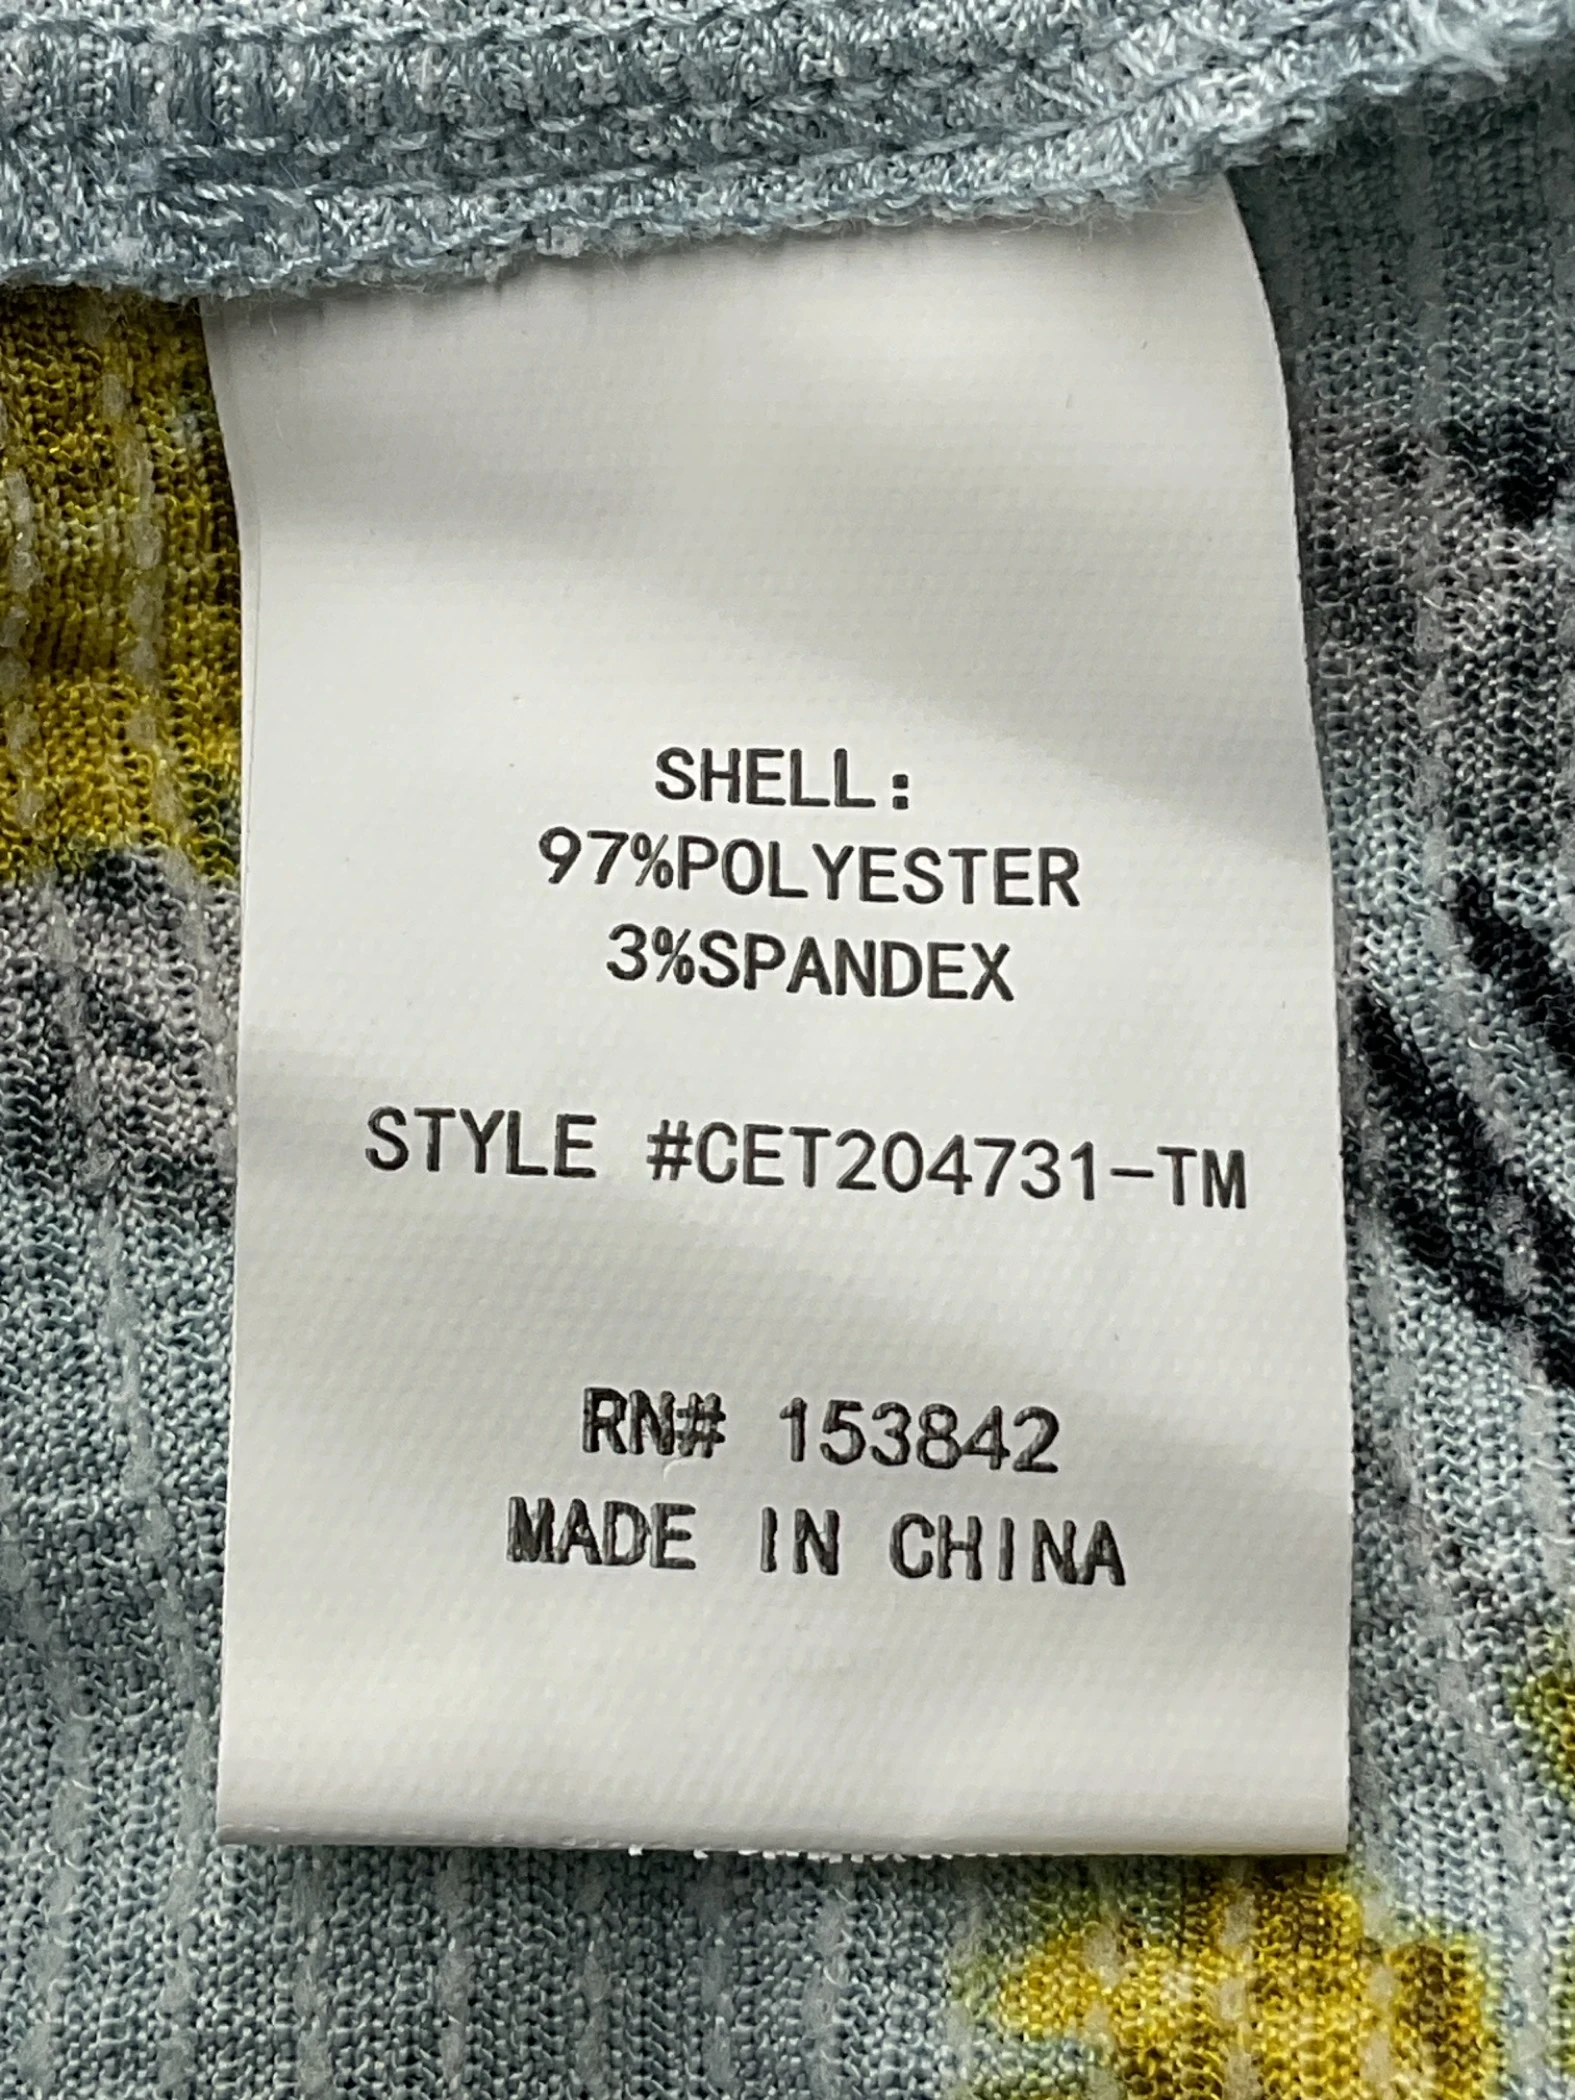 SHELL:
97%POLYESTER
3%SPANDEX
STYLE #CET204731-TM
RN# 153842
MADE IN CHINA